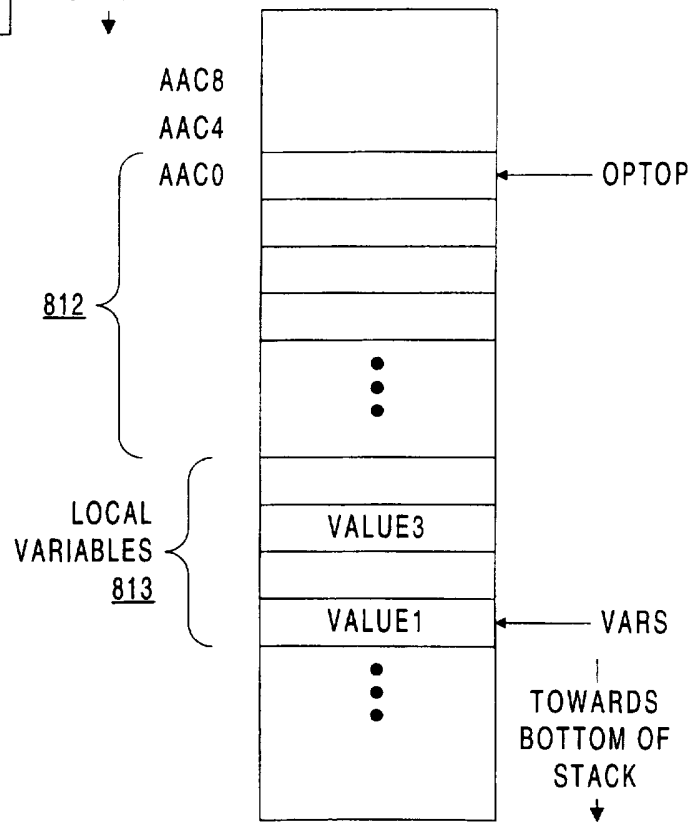 AAC8
AAC4
AAC0
OPTOP
812
LOCAL
VARIABLES
813
VALUE3
VALUE1
VARS
TOWARDS
BOTTOM OF
STACK